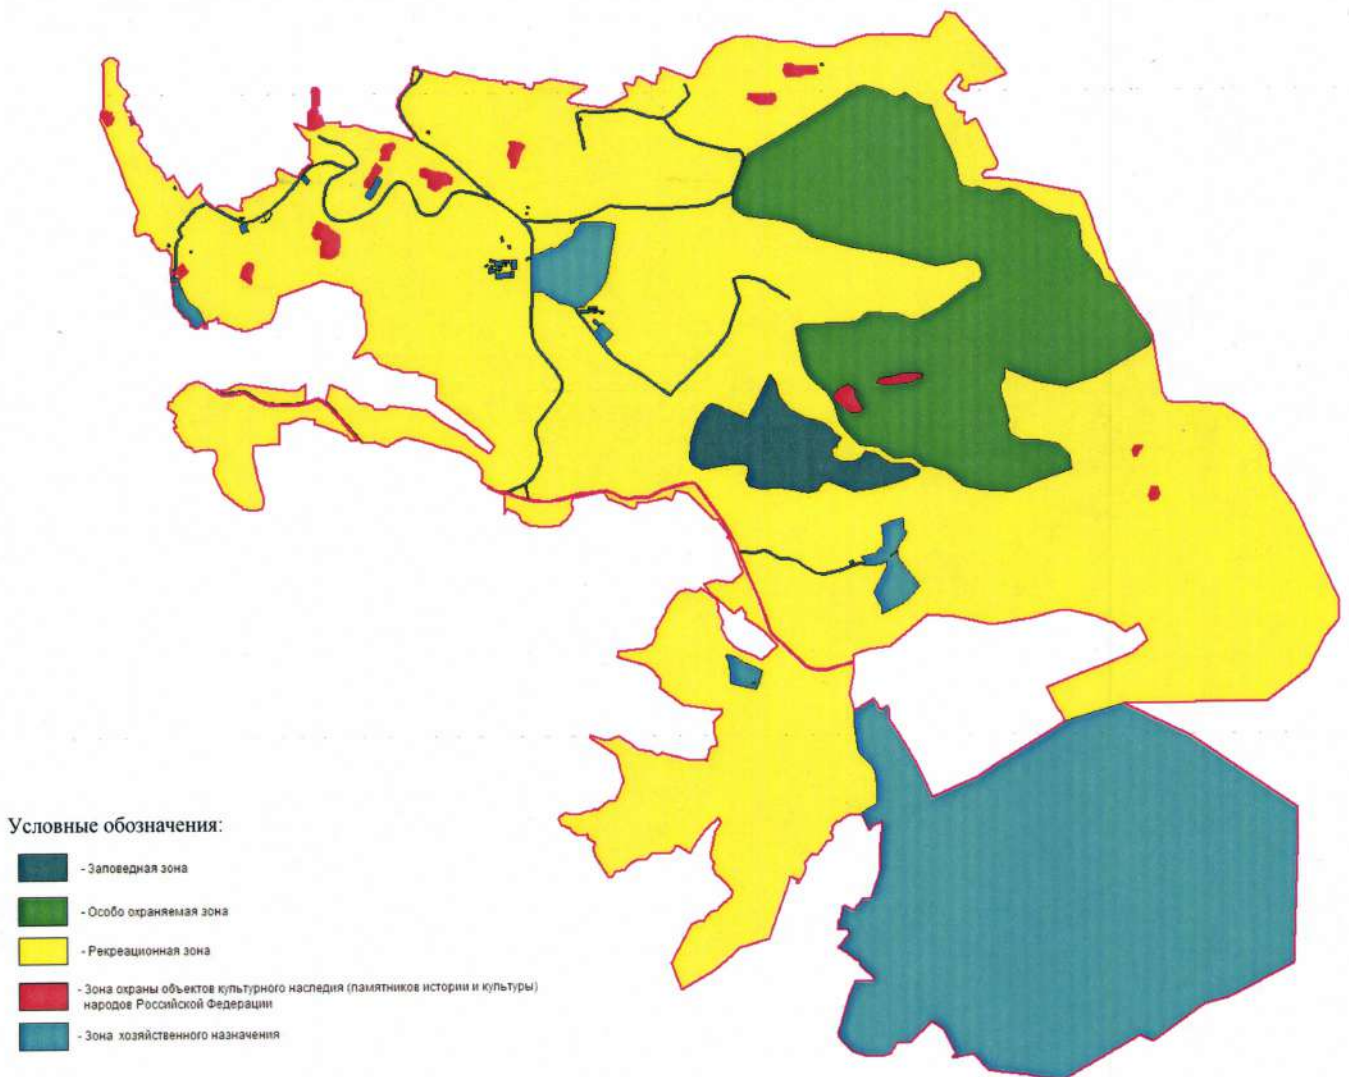 Условные обозначения:
- Заповедная зона
- Особо охраняемая зона
- Рекреационная зона
- Зона охраны объектов культурного наследия (памятников истории и культуры)
народов Российской Федерации
- Зона хозяйственного назначения